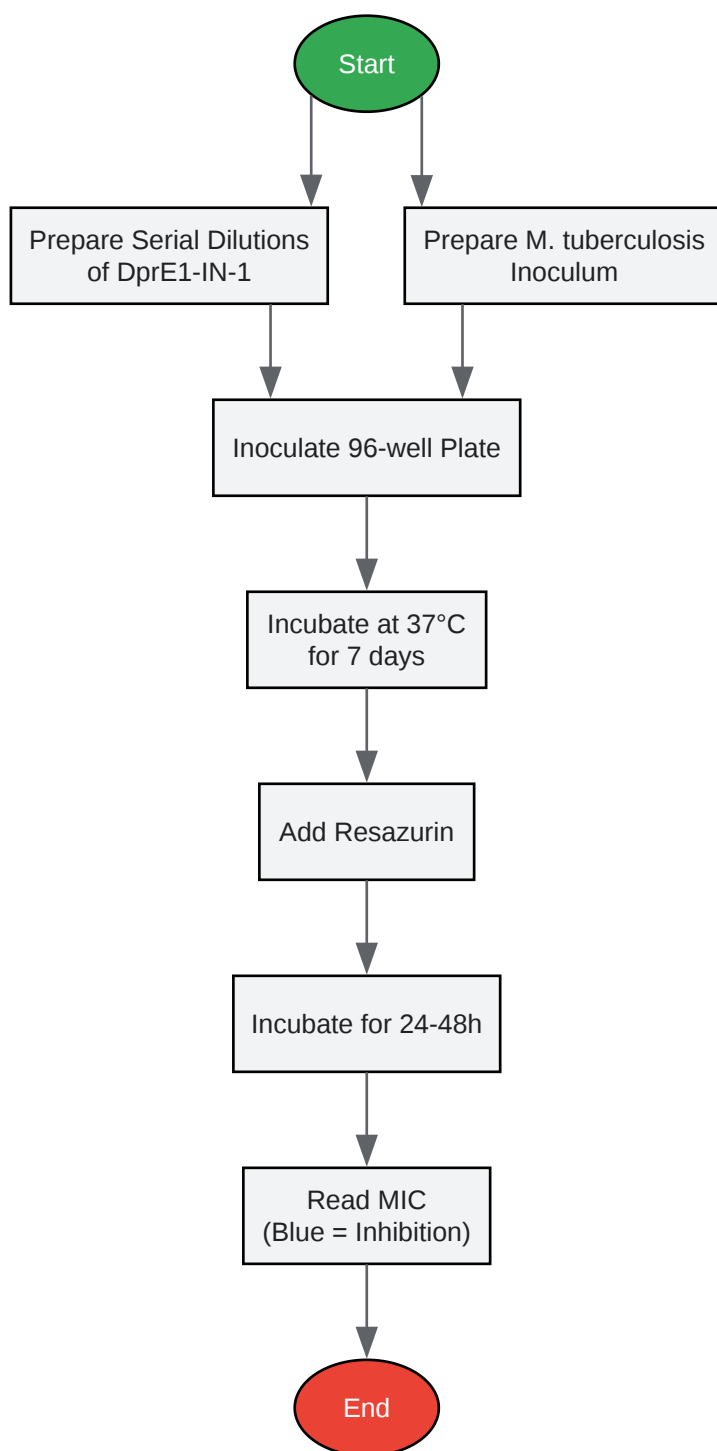 Start
Prepare Serial Dilutions
of DprE1-IN-1
Prepare M. tuberculosis
Inoculum
Inoculate 96-well Plate
Incubate at 37°C
for 7 days
Add Resazurin
Incubate for 24-48h
Read MIC
(Blue = Inhibition)
End